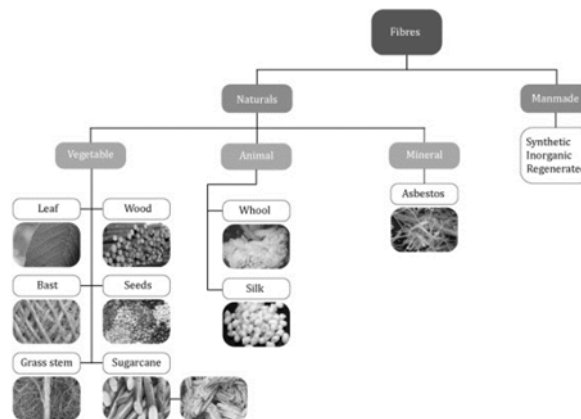 Fibres
Naturals
Manmade
Vegetable
Animal
Mineral
Synthetic
Inorganic
Regenerated
Leaf
Wood
Whool
Asbestos
Bast
Seeds
Silk
Grass stem
Sugarcane